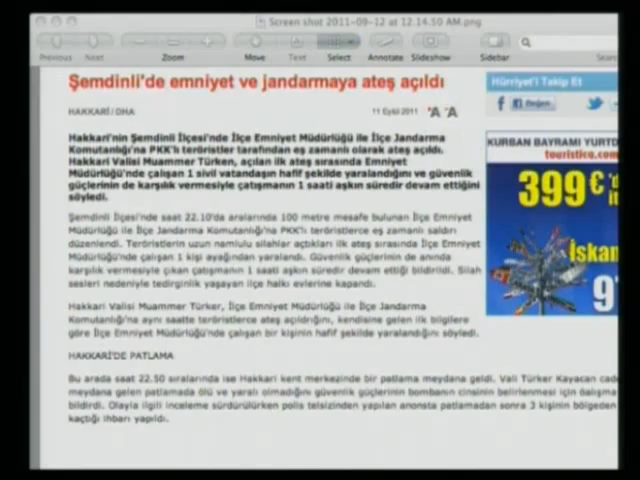 Screen shot 2011-09-12 at 12.14.50 AM.png
Previous Next Zoom Move Text Select Annotate Slideshow Sidebar
Şemdinli'de emniyet ve jandarmaya ateş açıldı
Hürriyet'i Takip Et
HAKKARİ / DHA
11 Eylül 2011
A A
Beğen
Hakkari'nin Şemdinli İlçesi'nde İlçe Emniyet Müdürlüğü ile İlçe Jandarma
Komutanlığı'na PKK'lı teröristler tarafından eş zamanlı olarak ateş açıldı.
Hakkari Valisi Muammer Türken, açılan ilk ateş sırasında Emniyet
Müdürlüğü'nde çalışan 1 sivil vatandaşın hafif şekilde yaralandığını ve güvenlik
güçlerinin de karşılık vermesiyle çatışmanın 1 saati aşkın süredir devam ettiğini
söyledi.
KURBAN BAYRAMI YURTD
touristica.com
399€
İskan
9
Şemdinli İlçesi'nde saat 22.10'da aralarında 100 metre mesafe bulunan İlçe Emniyet
Müdürlüğü ile İlçe Jandarma Komutanlığı'na PKK'lı teröristlerce eş zamanlı saldırı
düzenlendi. Teröristlerin uzun namlulu silahlar açtıkları ilk ateş sırasında İlçe Emniyet
Müdürlüğü'nde çalışan 1 kişi ayağından yaralandı. Güvenlik güçlerinin de anında
karşılık vermesiyle çıkan çatışmanın 1 saati aşkın süredir devam ettiği bildirildi. Silah
sesleri nedeniyle tedirginlik yaşayan ilçe halkı evlerine kapandı.
Hakkari Valisi Muammer Türker, İlçe Emniyet Müdürlüğü ile İlçe Jandarma
Komutanlığı'na aynı saatte teröristlerce ateş açıldığını, kendisine gelen ilk bilgilere
göre İlçe Emniyet Müdürlüğü'nde çalışan bir kişinin hafif şekilde yaralandığını söyledi.
HAKKARİ'DE PATLAMA
Bu arada saat 22.50 sıralarında ise Hakkari kent merkezinde bir patlama meydana geldi. Vali Türker Kayacan cadde
meydana gelen patlamada ölü ve yaralı olmadığını güvenlik güçlerinin bombanın cinsinin belirlenmesi için çalışma
bildirdi. Olayla ilgili inceleme sürdürülürken polis telsizinden yapılan anonsta patlamadan sonra 3 kişinin bölgeden
kaçtığı ihbarı yapıldı.